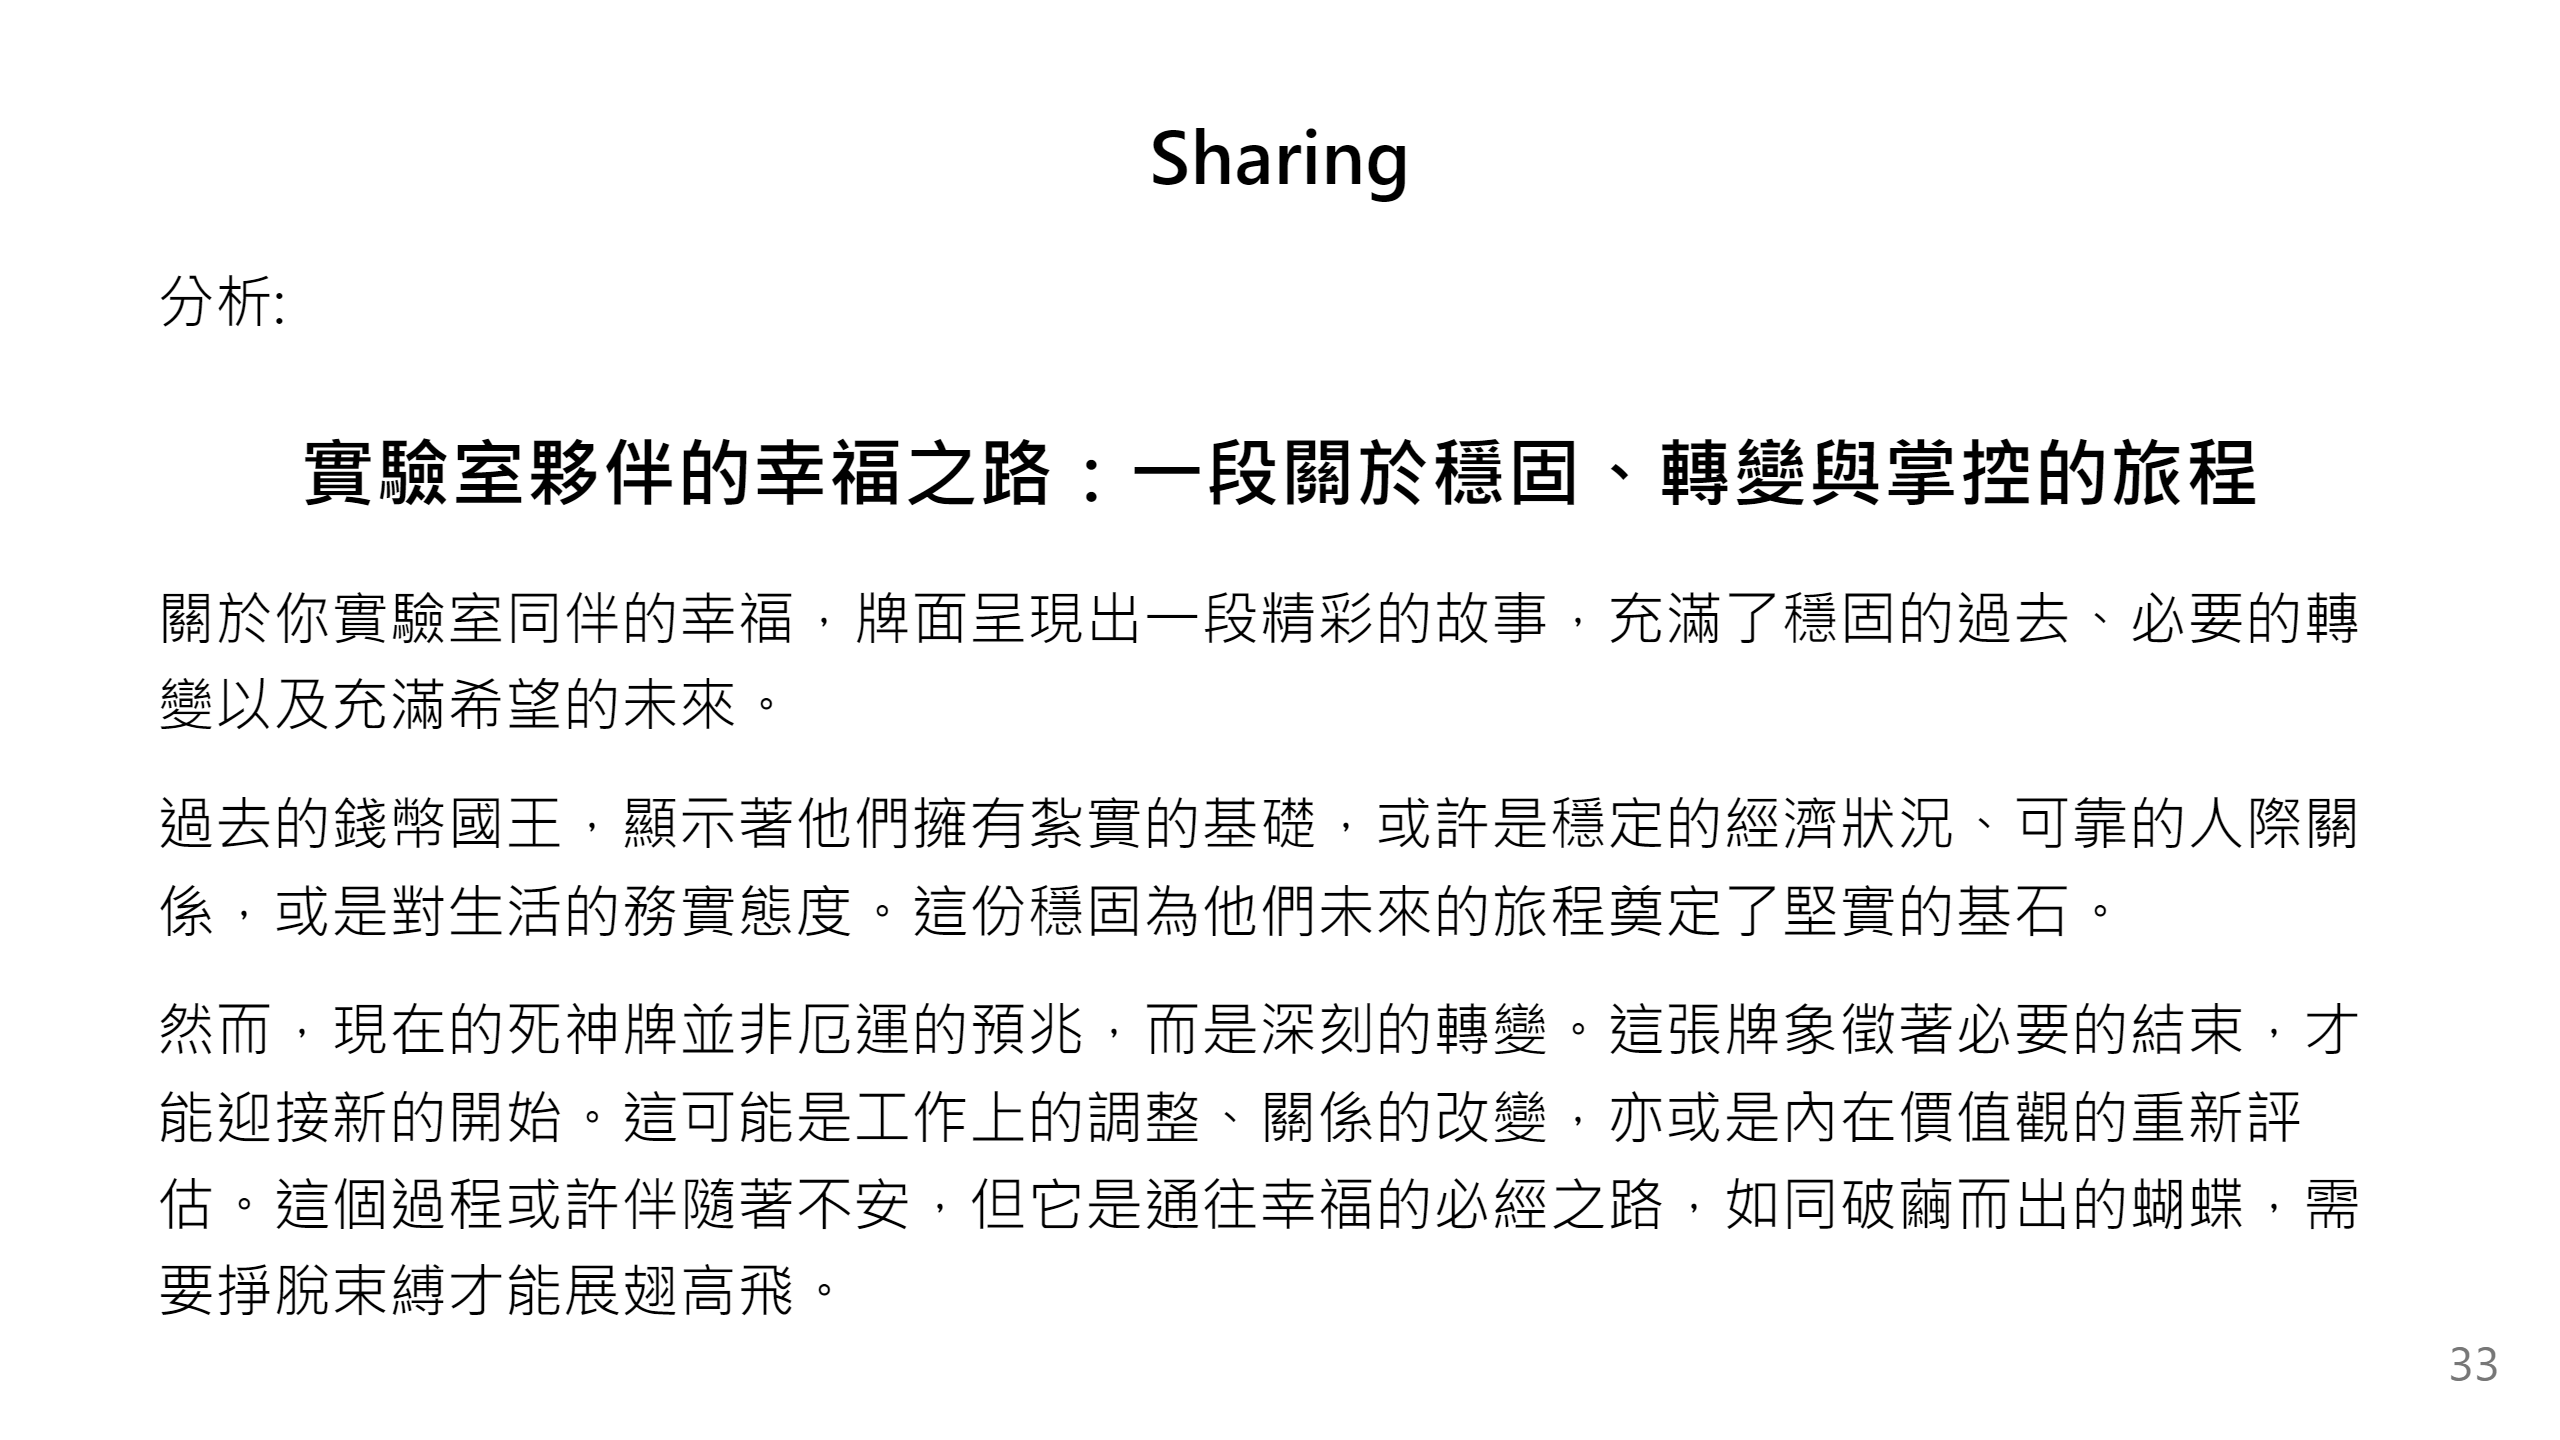 Sharing
分析:
實驗室夥伴的幸福之路：一段關於穩固、轉變與掌控的旅程
關於你實驗室同伴的幸福，牌面呈現出一段精彩的故事，充滿了穩固的過去、必要的轉
變以及充滿希望的未來。
過去的錢幣國王，顯示著他們擁有紮實的基礎，或許是穩定的經濟狀況、可靠的人際關
係，或是對生活的務實態度。這份穩固為他們未來的旅程奠定了堅實的基石。
然而，現在的死神牌並非厄運的預兆，而是深刻的轉變。這張牌象徵著必要的結束，才
能迎接新的開始。這可能是工作上的調整、關係的改變，亦或是內在價值觀的重新評
估。這個過程或許伴隨著不安，但它是通往幸福的必經之路，如同破繭而出的蝴蝶，需
要掙脫束縛才能展翅高飛。
33